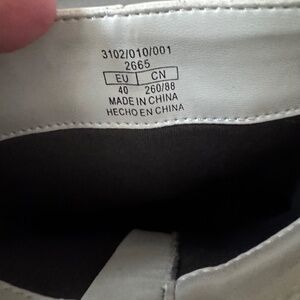 3102/010/001
2665
EU CN
40 260/88
MADE IN CHINA
HECHO EN CHINA